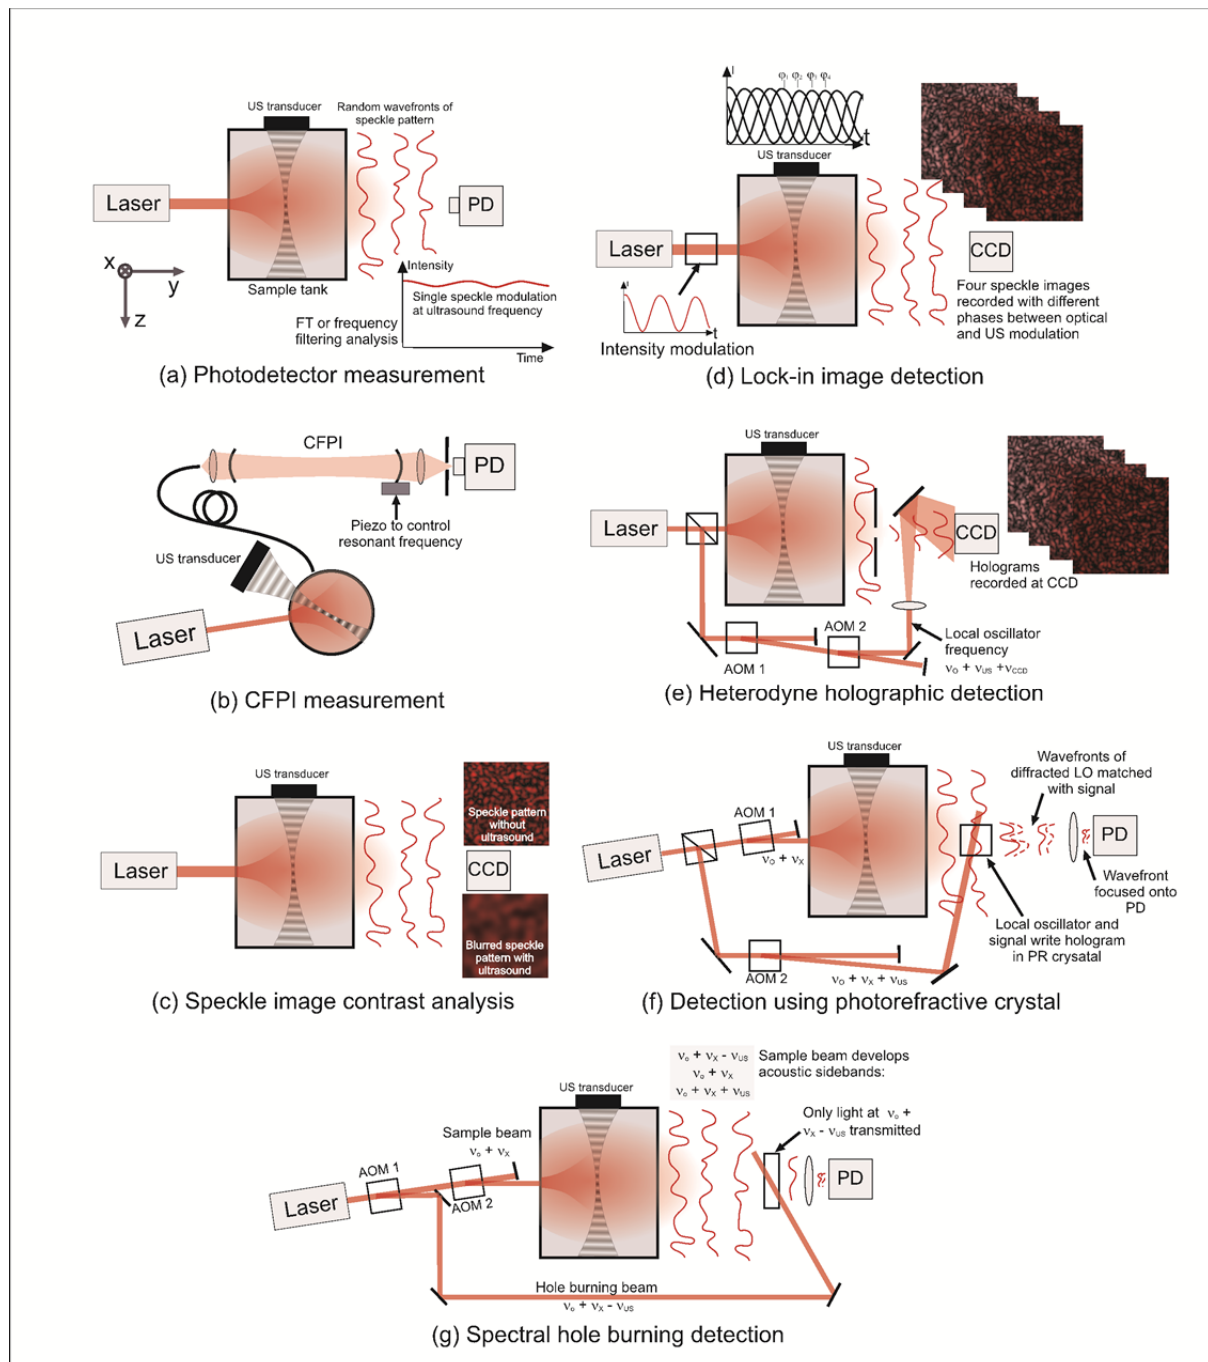 US transducer
Random wavefronts of
speckle pattern
Laser
PD
x
y
z
Sample tank
Intensity
Single speckle modulation
at ultrasound frequency
FT or frequency
filtering analysis
Time
(a) Photodetector measurement
CFPI
PD
Piezo to control
resonant frequency
US transducer
Laser
(b) CFPI measurement
US transducer
Speckle pattern
without
ultrasound
Laser
CCD
Blurred speckle
pattern with
ultrasound
(c) Speckle image contrast analysis
I
φ₁ φ₂ φ₃ φ₄
t
US transducer
Laser
CCD
I
t
Intensity modulation
Four speckle images
recorded with different
phases between optical
and US modulation
(d) Lock-in image detection
US transducer
Laser
CCD
Holograms
recorded at CCD
AOM 1
AOM 2
Local oscillator
frequency
νO + νUS +νCCD
(e) Heterodyne holographic detection
US transducer
Wavefronts of
diffracted LO matched
with signal
AOM 1
Laser
νO + νX
PD
Wavefront
focused onto
PD
Local oscillator and
signal write hologram
in PR crysatal
AOM 2
νO + νX + νUS
(f) Detection using photorefractive crystal
νo + νX - νUS
νo + νX
νo + νX + νUS
Sample beam develops
acoustic sidebands:
US transducer
Only light at νo +
νX - νUS transmitted
Sample beam
νo + νX
AOM 1
AOM 2
Laser
PD
Hole burning beam
νo + νX - νUS
(g) Spectral hole burning detection